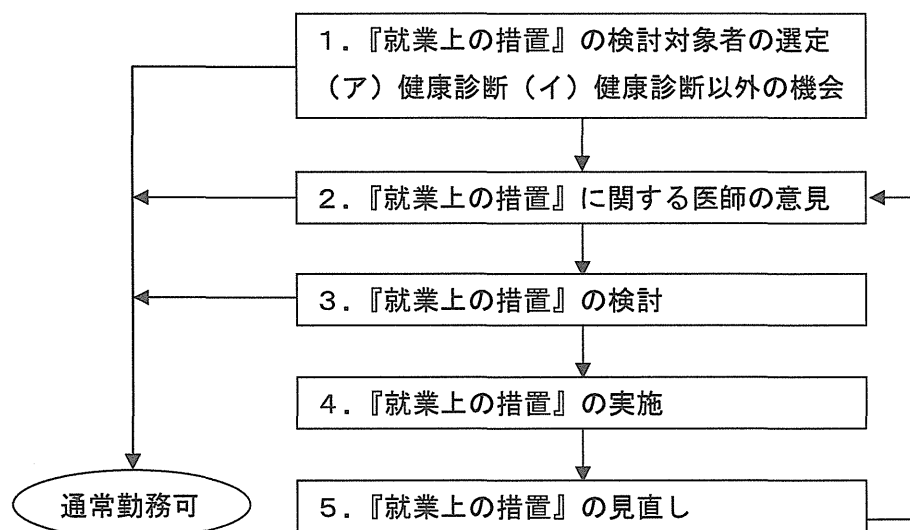 １．『就業上の措置』の検討対象者の選定
（ア）健康診断（イ）健康診断以外の機会
２．『就業上の措置』に関する医師の意見
３．『就業上の措置』の検討
４．『就業上の措置』の実施
通常勤務可
５．『就業上の措置』の見直し